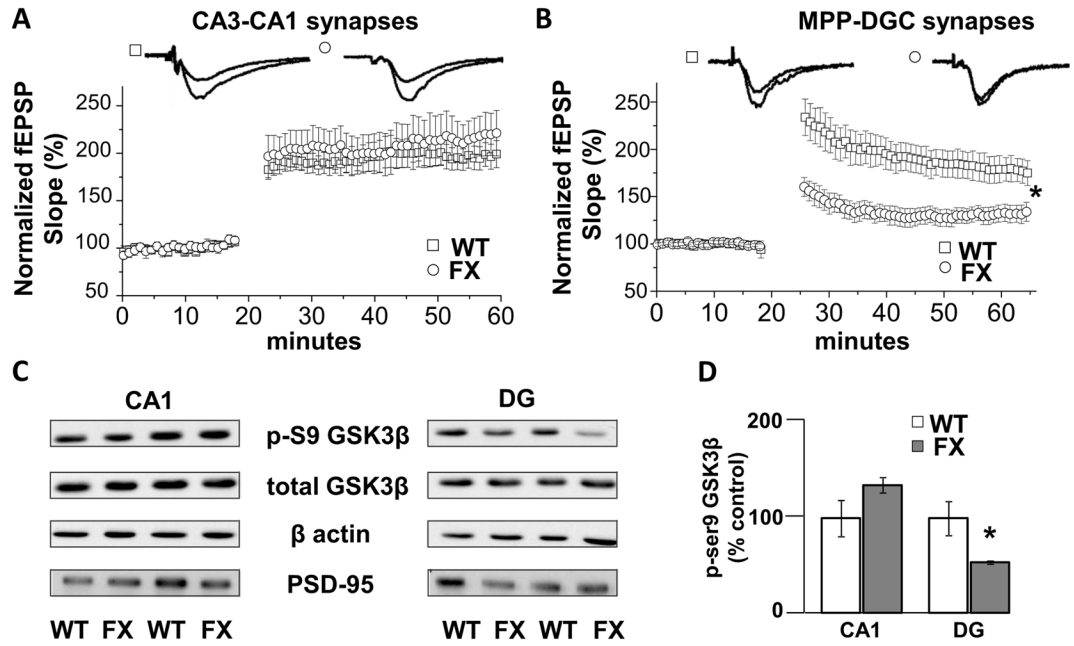 A
CA3-CA1 synapses
Normalized fEPSP
Slope (%)
250
200
150
100
50
WT
FX
0
10
20
30
40
50
60
minutes
B
MPP-DGC synapses
Normalized fEPSP
Slope (%)
250
200
150
100
50
*
WT
FX
0
10
20
30
40
50
60
minutes
C
CA1
DG
p-S9 GSK3β
total GSK3β
β actin
PSD-95
WT FX WT FX
WT FX WT FX
D
p-ser9 GSK3β
(% control)
200
100
0
WT
FX
*
CA1
DG